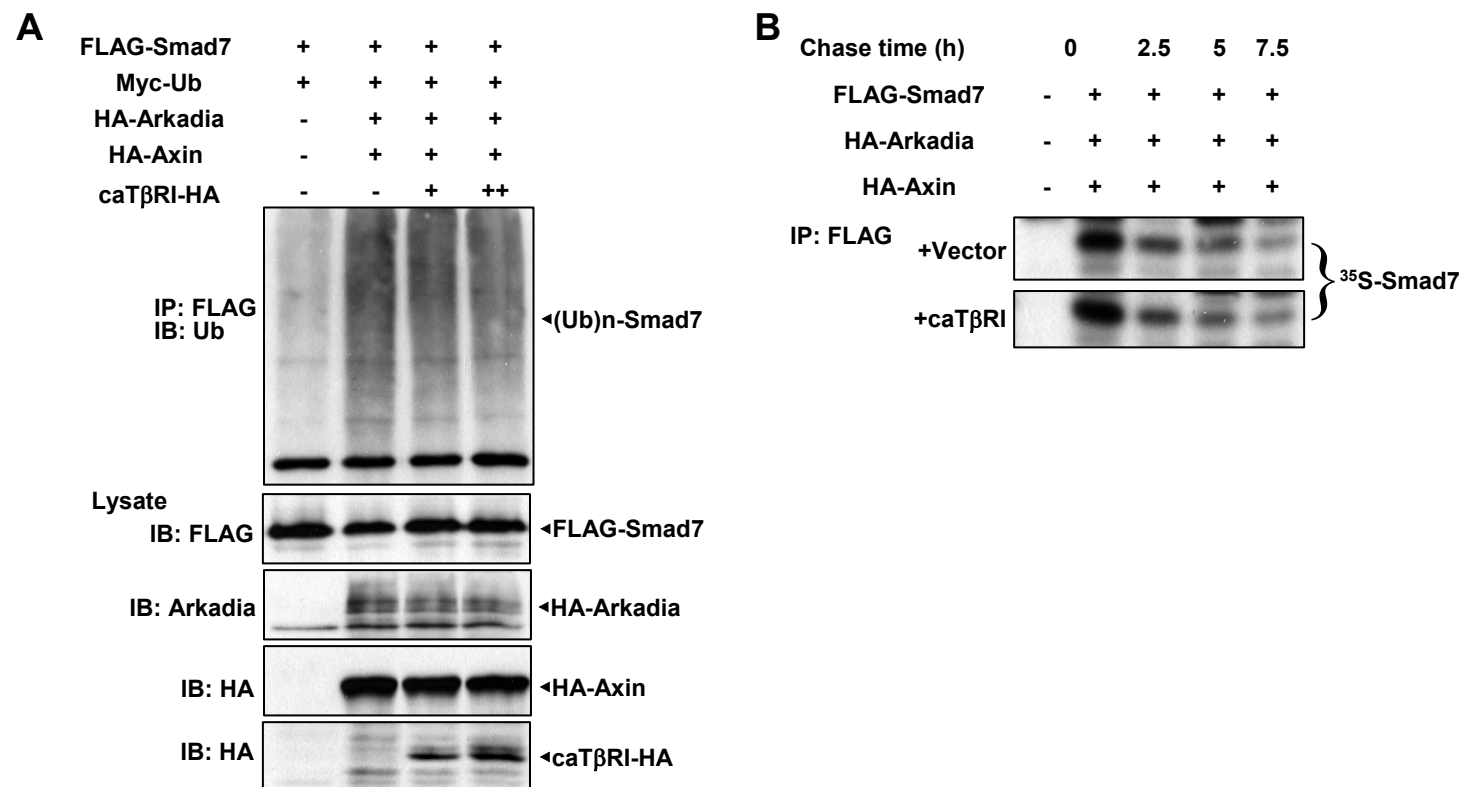 A
FLAG-Smad7 + + + +
Myc-Ub + + + +
HA-Arkadia - + + +
HA-Axin - + + +
caTβRI-HA - - + ++
IP: FLAG
IB: Ub
(Ub)n-Smad7
Lysate
IB: FLAG
FLAG-Smad7
IB: Arkadia
HA-Arkadia
IB: HA
HA-Axin
IB: HA
caTβRI-HA
B
Chase time (h) 0 2.5 5 7.5
FLAG-Smad7 - + + + +
HA-Arkadia - + + + +
HA-Axin - + + + +
IP: FLAG
+Vector
+caTβRI
³⁵S-Smad7